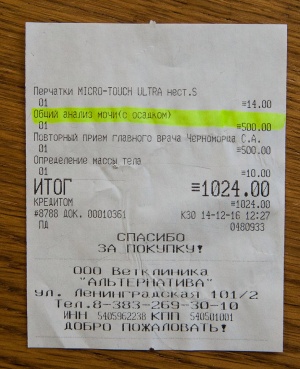 Перчатки MICRO-TOUCH ULTRA нест.S
01 =14.00
Общий анализ мочи(с осадком)
01 =500.00
Повторный прием главного врача Черноморца С.А.
01 =500.00
Определение массы тела
01 =10.00
ИТОГ =1024.00
КРЕДИТОМ =1024.00
#8788 ДОК. 00010361 К30 14-12-16 12:27
ПД 0480933
СПАСИБО
ЗА ПОКУПКУ!
ООО Ветклиника
"АЛЬТЕРНАТИВА"
ул. Ленинградская 101/2
Тел.8-383-269-30-10
ИНН 5405962238 КПП 540501001
ДОБРО ПОЖАЛОВАТЬ!